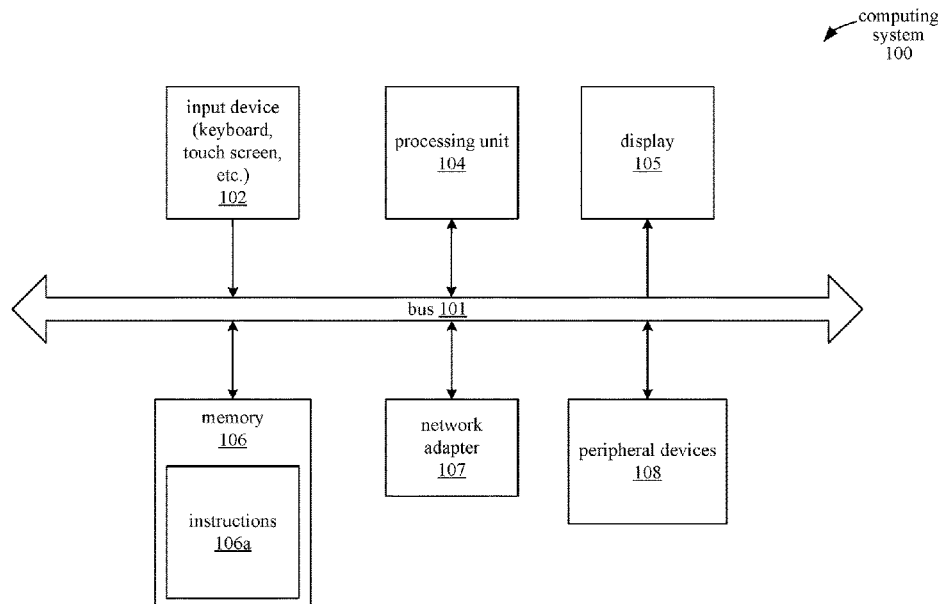 computing
system
100
input device
(keyboard,
touch screen,
etc.)
102
processing unit
104
display
105
bus 101
memory
106
instructions
106a
network
adapter
107
peripheral devices
108